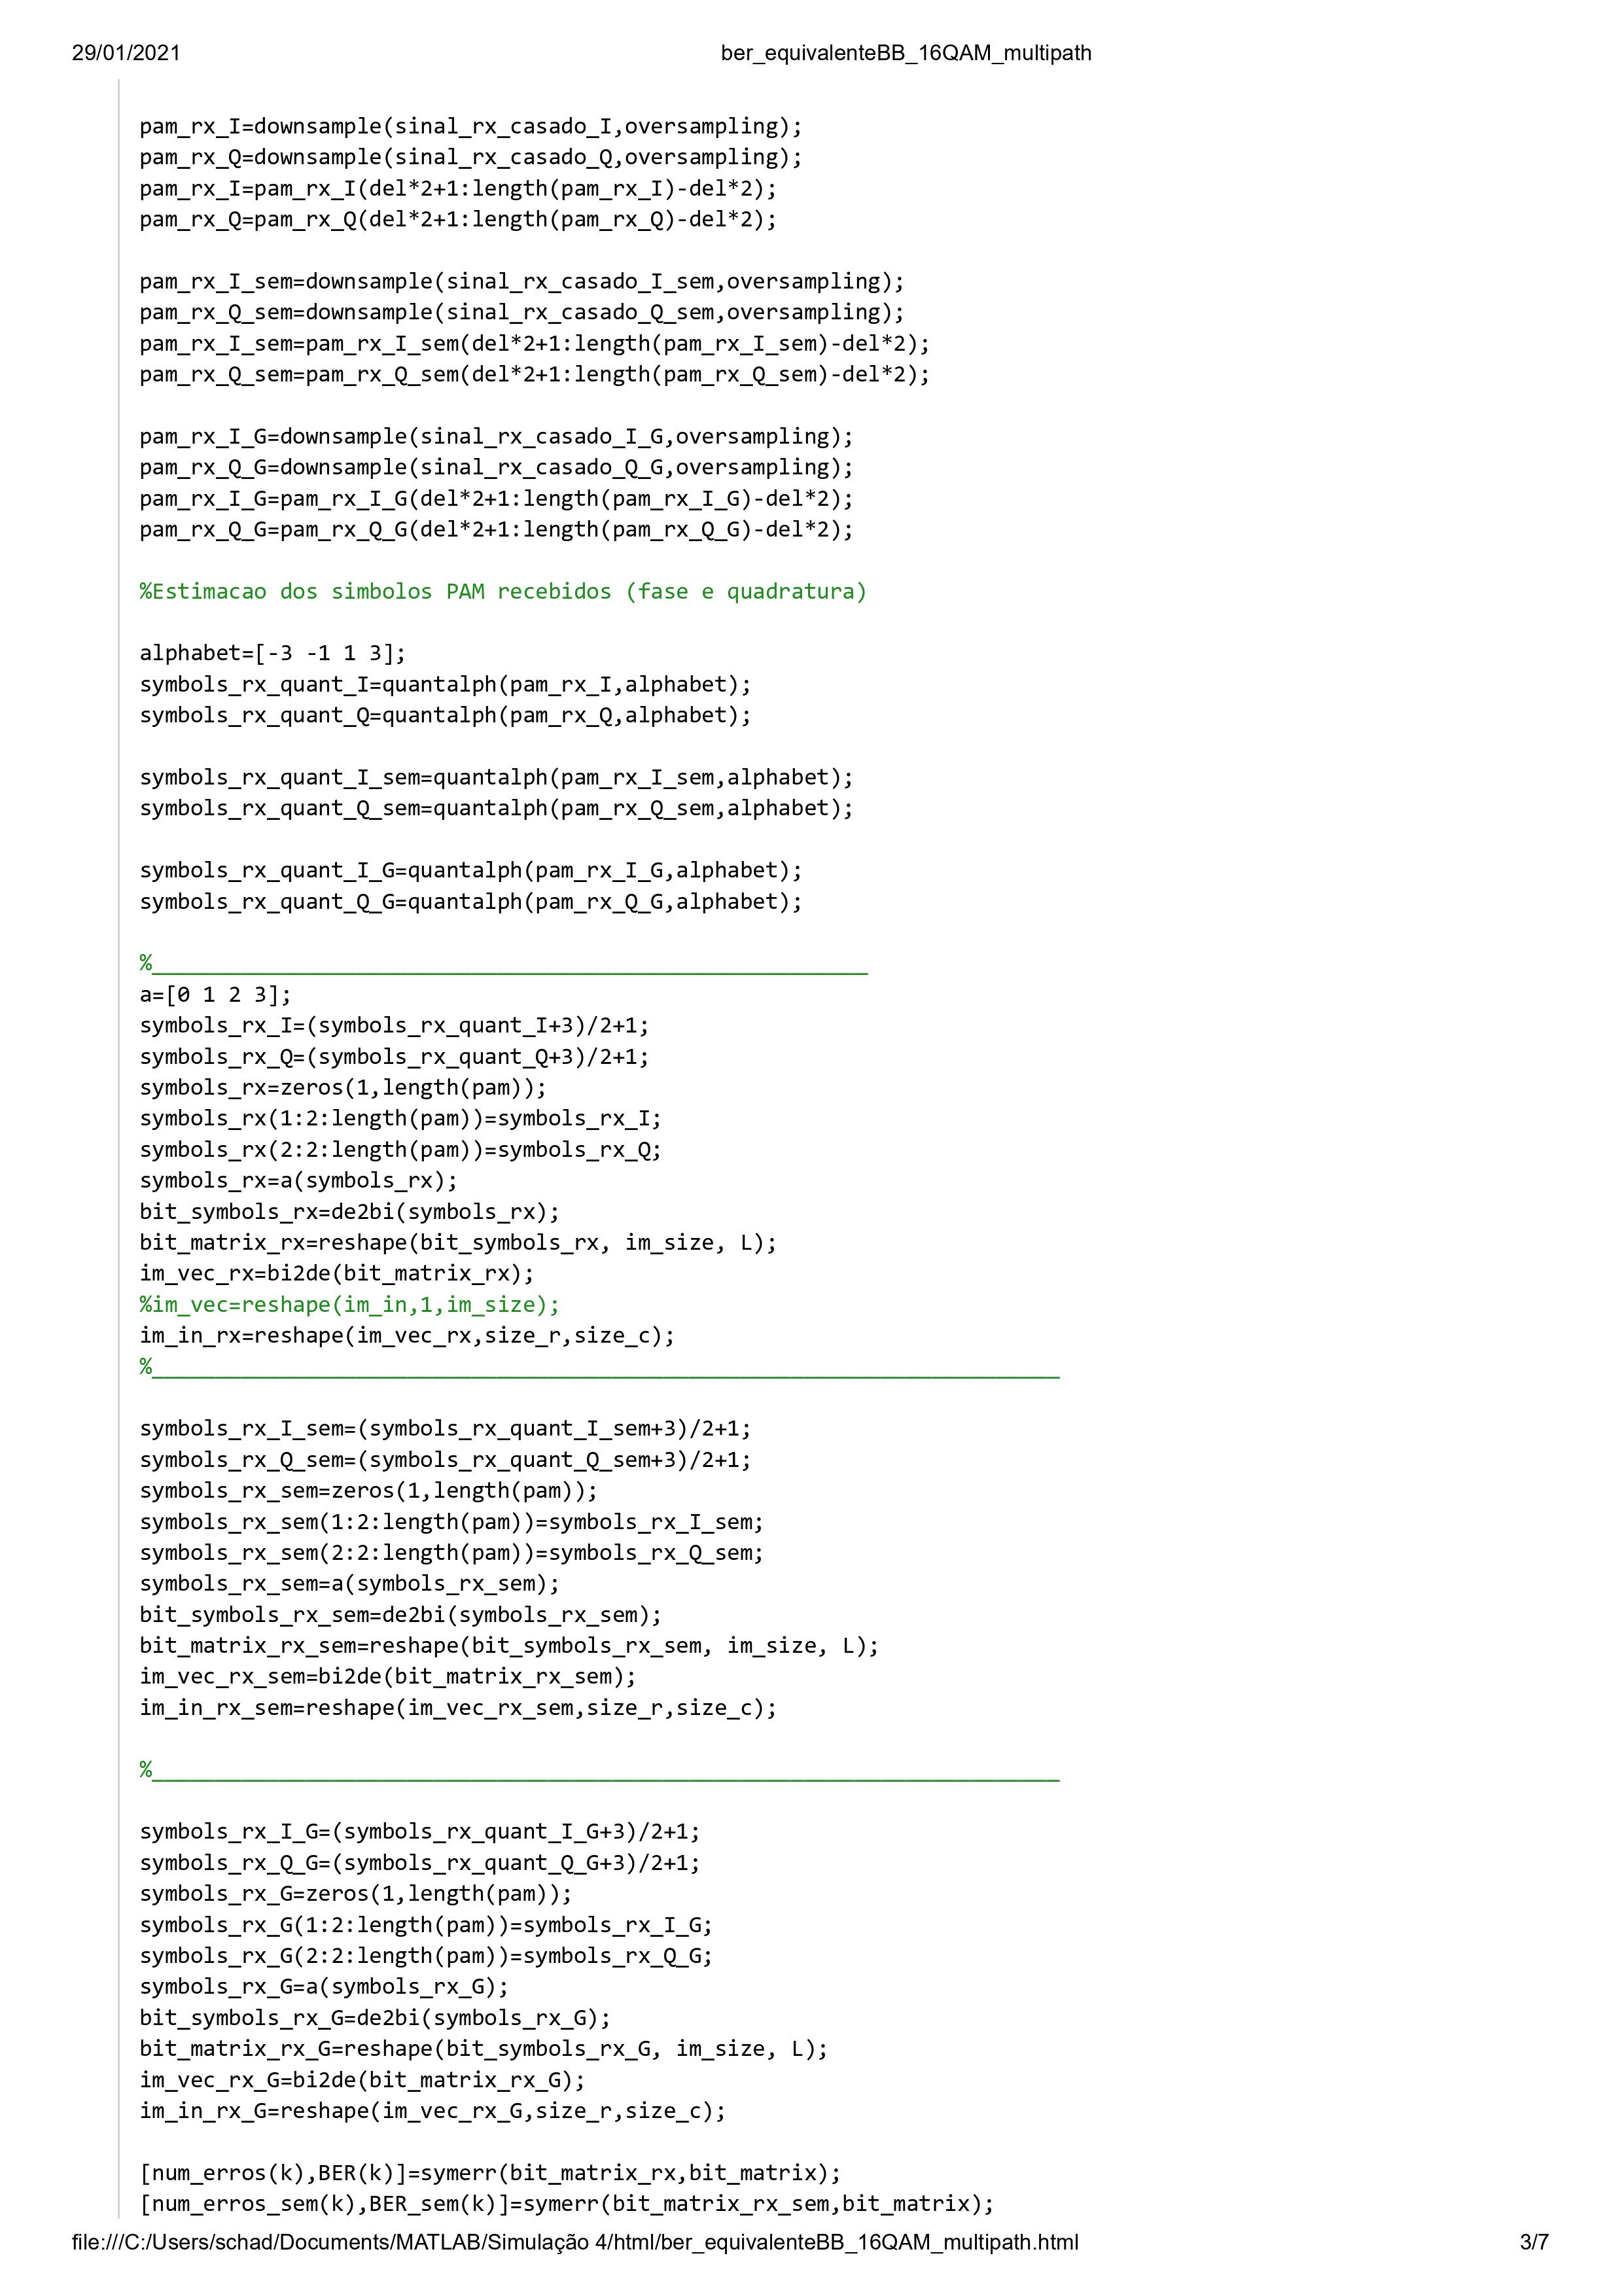 29/01/2021 ber_equivalenteBB_16QAM_multipath
pam_rx_I=downsample(sinal_rx_casado_I,oversampling);
pam_rx_Q=downsample(sinal_rx_casado_Q,oversampling);
pam_rx_I=pam_rx_I(del*2+1:length(pam_rx_I)-del*2);
pam_rx_Q=pam_rx_Q(del*2+1:length(pam_rx_Q)-del*2);
pam_rx_I_sem=downsample(sinal_rx_casado_I_sem,oversampling);
pam_rx_Q_sem=downsample(sinal_rx_casado_Q_sem,oversampling);
pam_rx_I_sem=pam_rx_I_sem(del*2+1:length(pam_rx_I_sem)-del*2);
pam_rx_Q_sem=pam_rx_Q_sem(del*2+1:length(pam_rx_Q_sem)-del*2);
pam_rx_I_G=downsample(sinal_rx_casado_I_G,oversampling);
pam_rx_Q_G=downsample(sinal_rx_casado_Q_G,oversampling);
pam_rx_I_G=pam_rx_I_G(del*2+1:length(pam_rx_I_G)-del*2);
pam_rx_Q_G=pam_rx_Q_G(del*2+1:length(pam_rx_Q_G)-del*2);
%Estimacao dos simbolos PAM recebidos (fase e quadratura)
alphabet=[-3 -1 1 3];
symbols_rx_quant_I=quantalph(pam_rx_I,alphabet);
symbols_rx_quant_Q=quantalph(pam_rx_Q,alphabet);
symbols_rx_quant_I_sem=quantalph(pam_rx_I_sem,alphabet);
symbols_rx_quant_Q_sem=quantalph(pam_rx_Q_sem,alphabet);
symbols_rx_quant_I_G=quantalph(pam_rx_I_G,alphabet);
symbols_rx_quant_Q_G=quantalph(pam_rx_Q_G,alphabet);
%________________________________________________________
a=[0 1 2 3];
symbols_rx_I=(symbols_rx_quant_I+3)/2+1;
symbols_rx_Q=(symbols_rx_quant_Q+3)/2+1;
symbols_rx=zeros(1,length(pam));
symbols_rx(1:2:length(pam))=symbols_rx_I;
symbols_rx(2:2:length(pam))=symbols_rx_Q;
symbols_rx=a(symbols_rx);
bit_symbols_rx=de2bi(symbols_rx);
bit_matrix_rx=reshape(bit_symbols_rx, im_size, L);
im_vec_rx=bi2de(bit_matrix_rx);
%im_vec=reshape(im_in,1,im_size);
im_in_rx=reshape(im_vec_rx,size_r,size_c);
%_______________________________________________________________________
symbols_rx_I_sem=(symbols_rx_quant_I_sem+3)/2+1;
symbols_rx_Q_sem=(symbols_rx_quant_Q_sem+3)/2+1;
symbols_rx_sem=zeros(1,length(pam));
symbols_rx_sem(1:2:length(pam))=symbols_rx_I_sem;
symbols_rx_sem(2:2:length(pam))=symbols_rx_Q_sem;
symbols_rx_sem=a(symbols_rx_sem);
bit_symbols_rx_sem=de2bi(symbols_rx_sem);
bit_matrix_rx_sem=reshape(bit_symbols_rx_sem, im_size, L);
im_vec_rx_sem=bi2de(bit_matrix_rx_sem);
im_in_rx_sem=reshape(im_vec_rx_sem,size_r,size_c);
%_______________________________________________________________________
symbols_rx_I_G=(symbols_rx_quant_I_G+3)/2+1;
symbols_rx_Q_G=(symbols_rx_quant_Q_G+3)/2+1;
symbols_rx_G=zeros(1,length(pam));
symbols_rx_G(1:2:length(pam))=symbols_rx_I_G;
symbols_rx_G(2:2:length(pam))=symbols_rx_Q_G;
symbols_rx_G=a(symbols_rx_G);
bit_symbols_rx_G=de2bi(symbols_rx_G);
bit_matrix_rx_G=reshape(bit_symbols_rx_G, im_size, L);
im_vec_rx_G=bi2de(bit_matrix_rx_G);
im_in_rx_G=reshape(im_vec_rx_G,size_r,size_c);
[num_erros(k),BER(k)]=symerr(bit_matrix_rx,bit_matrix);
[num_erros_sem(k),BER_sem(k)]=symerr(bit_matrix_rx_sem,bit_matrix);
file:///C:/Users/schad/Documents/MATLAB/Simulação 4/html/ber_equivalenteBB_16QAM_multipath.html 3/7